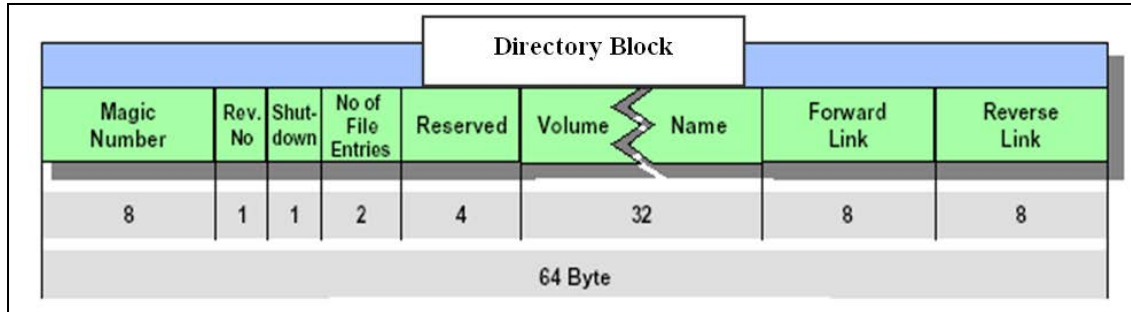 Directory Block
Magic Number
Rev. No
Shut-down
No of File Entries
Reserved
Volume Name
Forward Link
Reverse Link
8 1 1 2 4 32 8 8
64 Byte